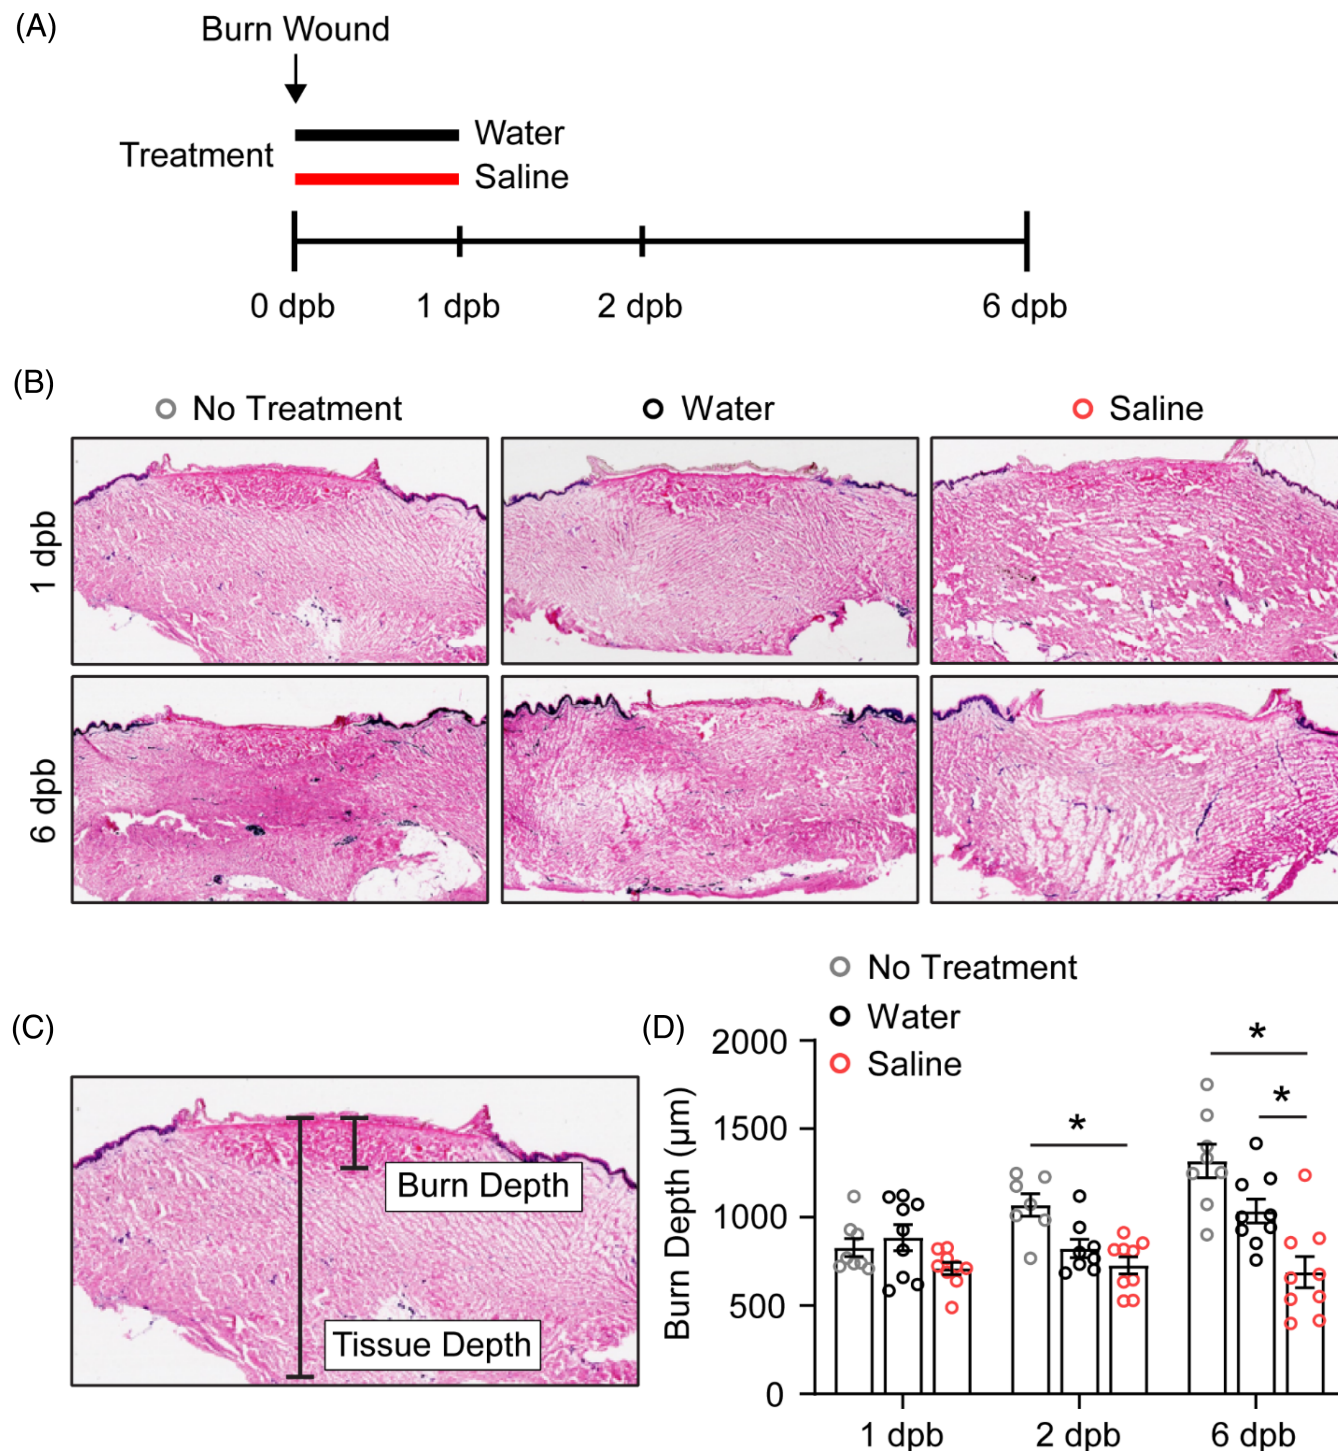 (A)
Burn Wound
Treatment
Water
Saline
0 dpb 1 dpb 2 dpb 6 dpb
(B)
No Treatment Water Saline
1 dpb
6 dpb
(C)
Burn Depth
Tissue Depth
(D)
No Treatment
Water
Saline
Burn Depth (µm)
2000
1500
1000
500
0
*
*
*
1 dpb 2 dpb 6 dpb